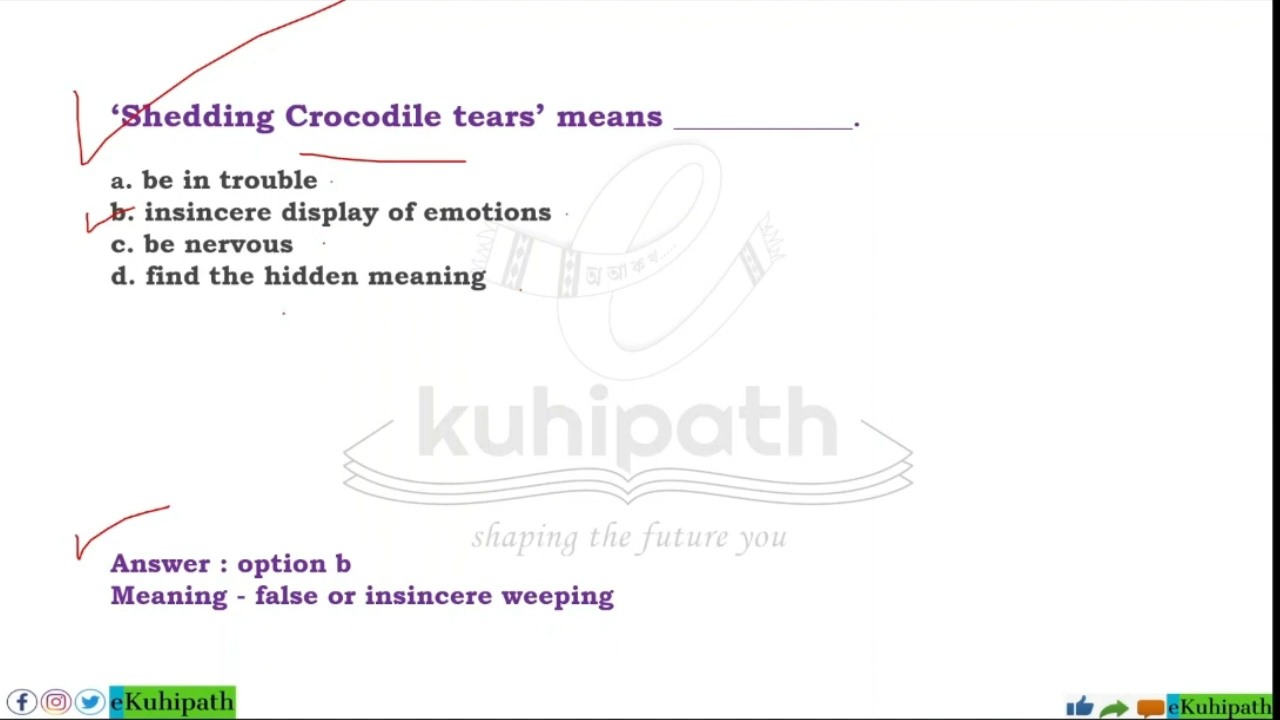 ‘Shedding Crocodile tears’ means ____________.
a. be in trouble
b. insincere display of emotions
c. be nervous
d. find the hidden meaning
অ আ ক খ.....
kuhipath
shaping the future you
Answer : option b
Meaning - false or insincere weeping
eKuhipath
eKuhipath